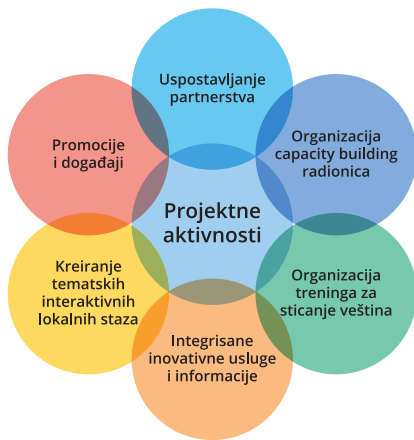 Uspostavljanje
partnerstva
Organizacija
capacity building
radionica
Organizacija
treninga za
sticanje veština
Integrisane
inovativne usluge
i informacije
Kreiranje
tematskih
interaktivnih
lokalnih staza
Promocije
i događaji
Projektne
aktivnosti